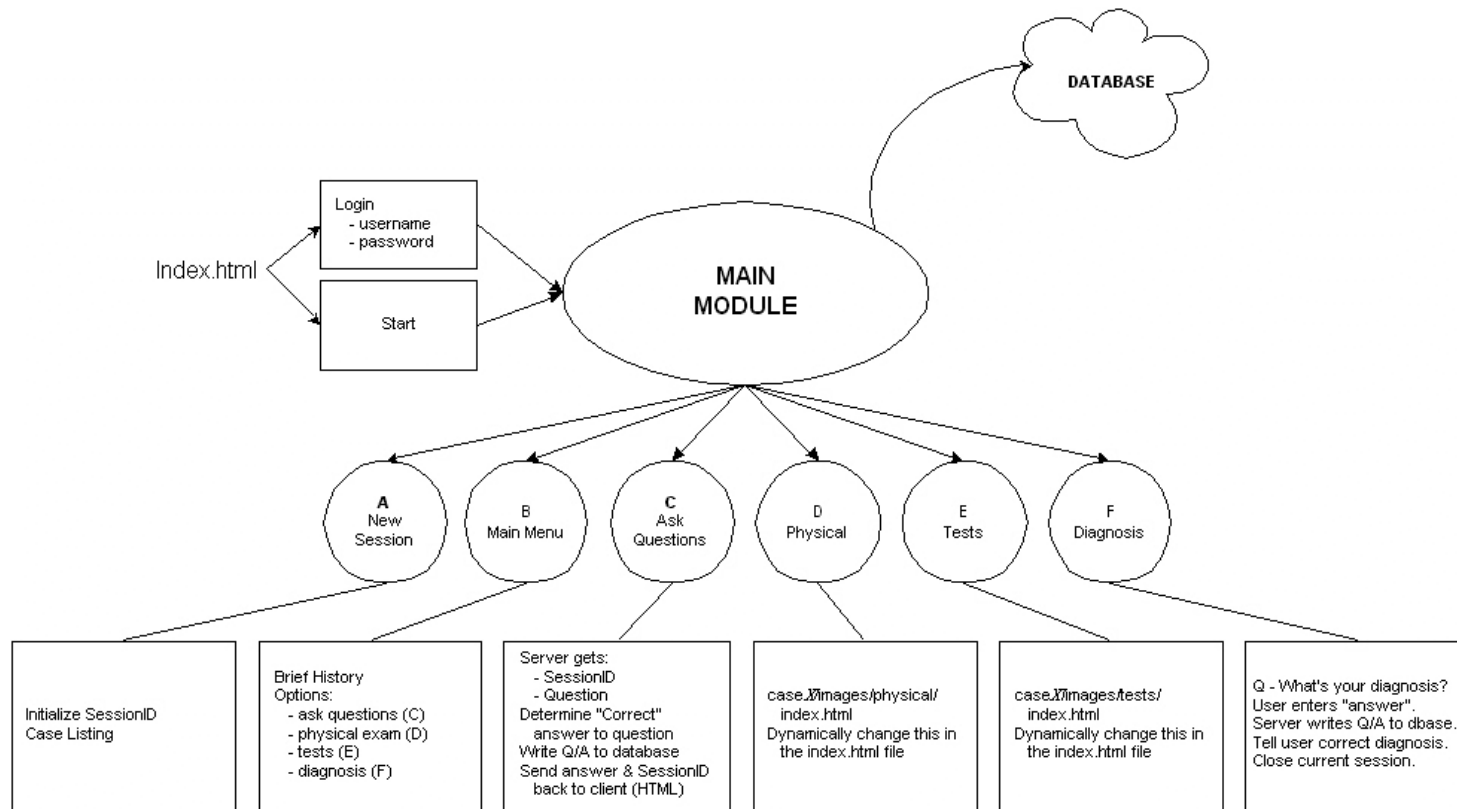 DATABASE
Login
- username
- password
Index.html
Start
MAIN
MODULE
A
New
Session
B
Main Menu
C
Ask
Questions
D
Physical
E
Tests
F
Diagnosis
Initialize SessionID
Case Listing
Brief History
Options:
- ask questions (C)
- physical exam (D)
- tests (E)
- diagnosis (F)
Server gets:
- SessionID
- Question
Determine "Correct"
answer to question
Write Q/A to database
Send answer & SessionID
back to client (HTML)
caseX/images/physical/
index.html
Dynamically change this in
the index.html file
caseX/images/tests/
index.html
Dynamically change this in
the index.html file
Q - What's your diagnosis?
User enters "answer".
Server writes Q/A to dbase.
Tell user correct diagnosis.
Close current session.